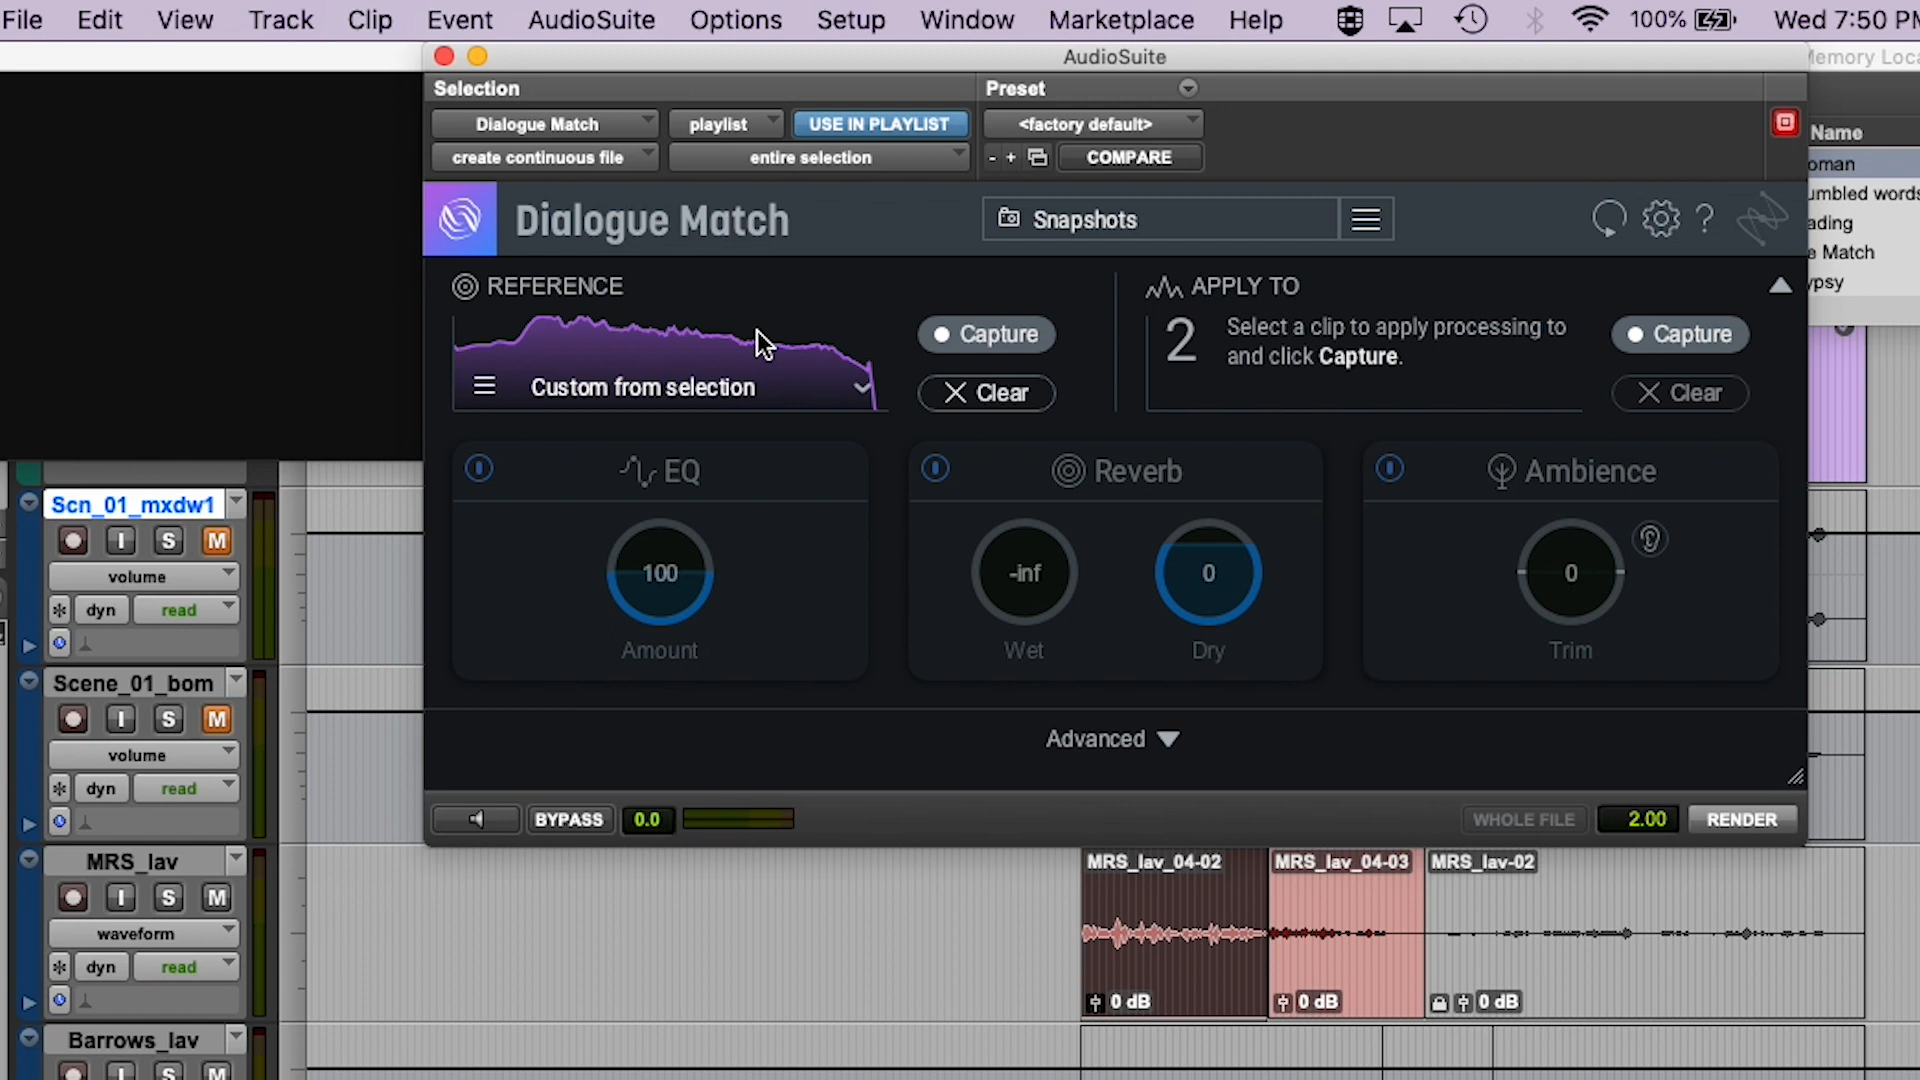 File Edit View Track Clip Event AudioSuite Options Setup Window Marketplace Help 100% Wed 7:50 PM
AudioSuite
Selection
Preset
Dialogue Match playlist USE IN PLAYLIST <factory default>
create continuous file entire selection - + COMPARE
Name
Dialogue Match
Snapshots
?
e Match
REFERENCE
APPLY TO
Capture
2 Select a clip to apply processing to
and click Capture.
Capture
Custom from selection
Clear
Clear
EQ
Reverb
Ambience
100
-inf
0
0
Amount
Wet
Dry
Trim
Advanced
BYPASS 0.0 WHOLE FILE 2.00 RENDER
Scn_01_mxdw1
I S M
volume
dyn read
Scene_01_bom
I S M
volume
dyn read
MRS_lav
I S M
waveform
dyn read
MRS_lav_04-02 MRS_lav_04-03 MRS_lav-02
0 dB 0 dB 0 dB
Barrows_lav
I S M